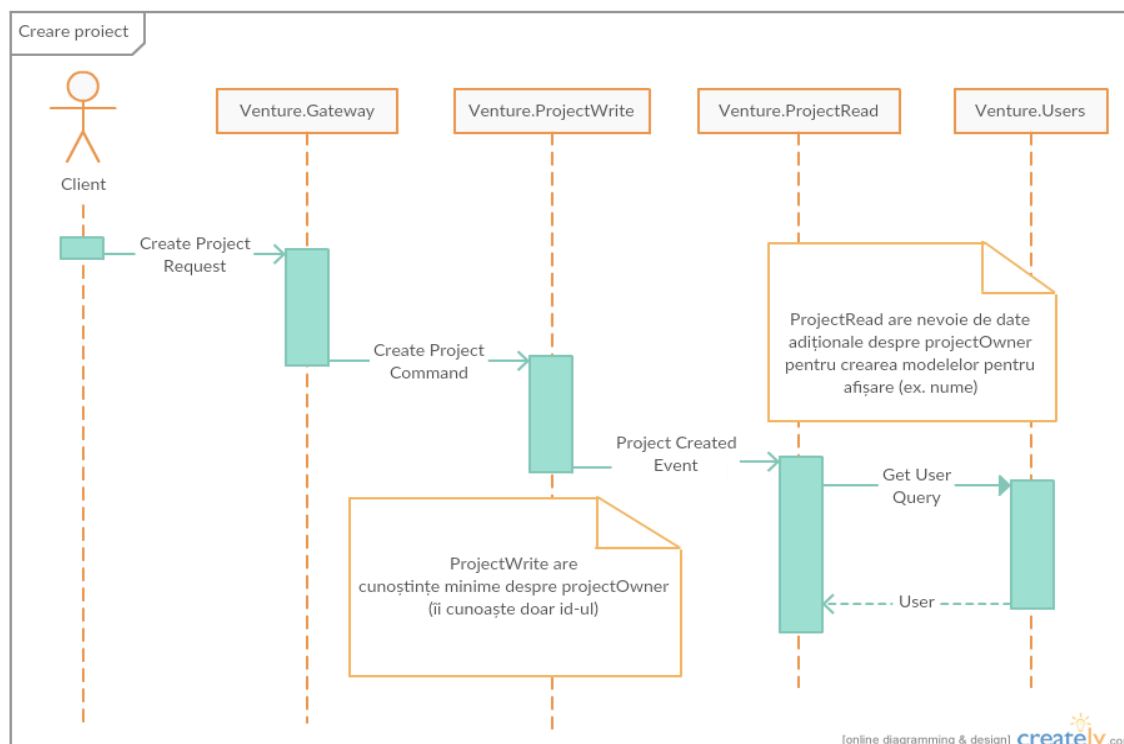 Creare proiect
Venture.Gateway
Venture.ProjectWrite
Venture.ProjectRead
Venture.Users
Client
Create Project
Request
ProjectRead are nevoie de date
adiționale despre projectOwner
pentru crearea modelelor pentru
afișare (ex. nume)
Create Project
Command
Project Created
Event
Get User
Query
ProjectWrite are
cunoștințe minime despre projectOwner
(îi cunoaște doar id-ul)
User
[online diagramming & design] creately.com